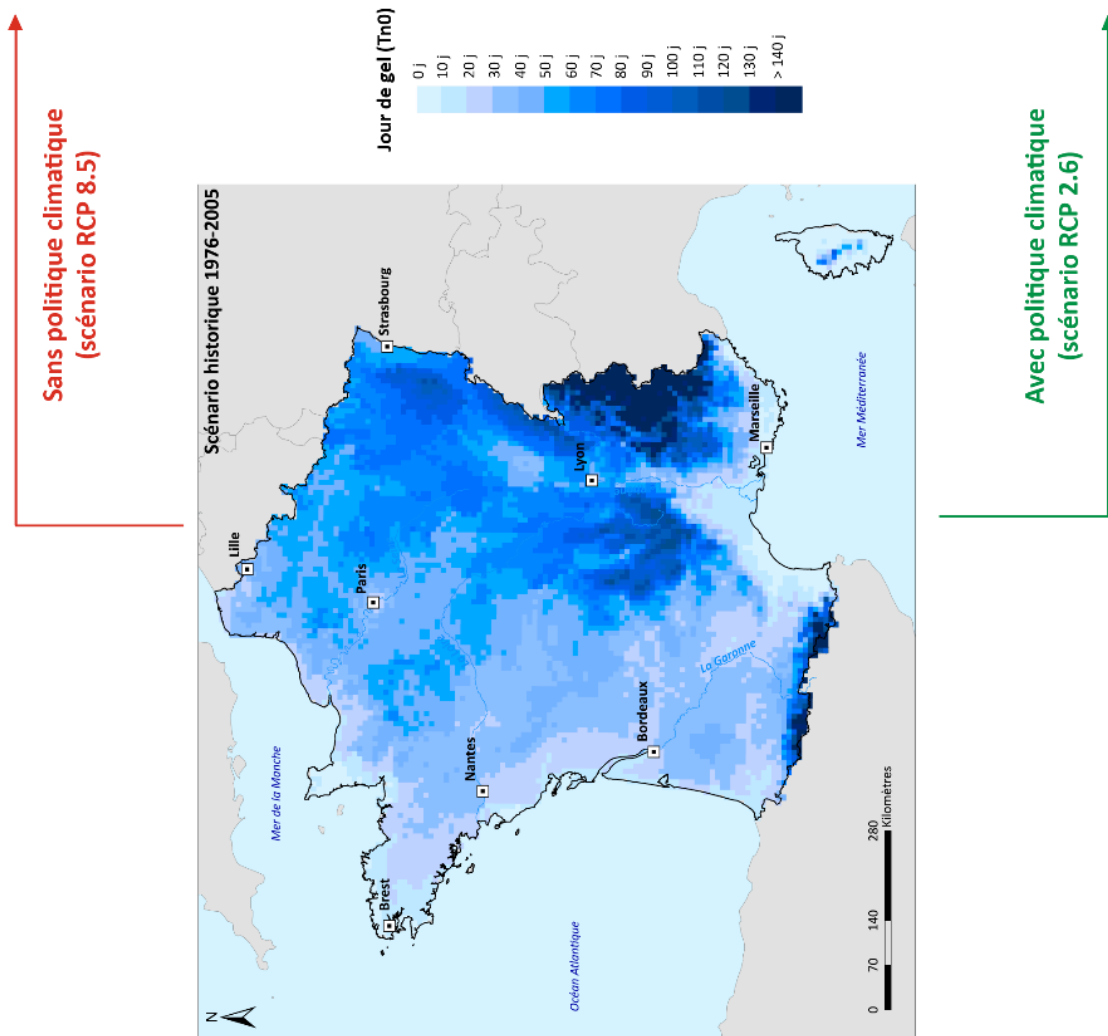 Sans politique climatique
(scénario RCP 8.5)
Scénario historique 1976-2005
N
Mer de la Manche
Océan Atlantique
Mer Méditerranée
Lille
Paris
Strasbourg
Brest
Nantes
Lyon
Bordeaux
La Garonne
Marseille
0 70 140 280
Kilomètres
Jour de gel (Tn0)
0 j
10 j
20 j
30 j
40 j
50 j
60 j
70 j
80 j
90 j
100 j
110 j
120 j
130 j
> 140 j
Avec politique climatique
(scénario RCP 2.6)